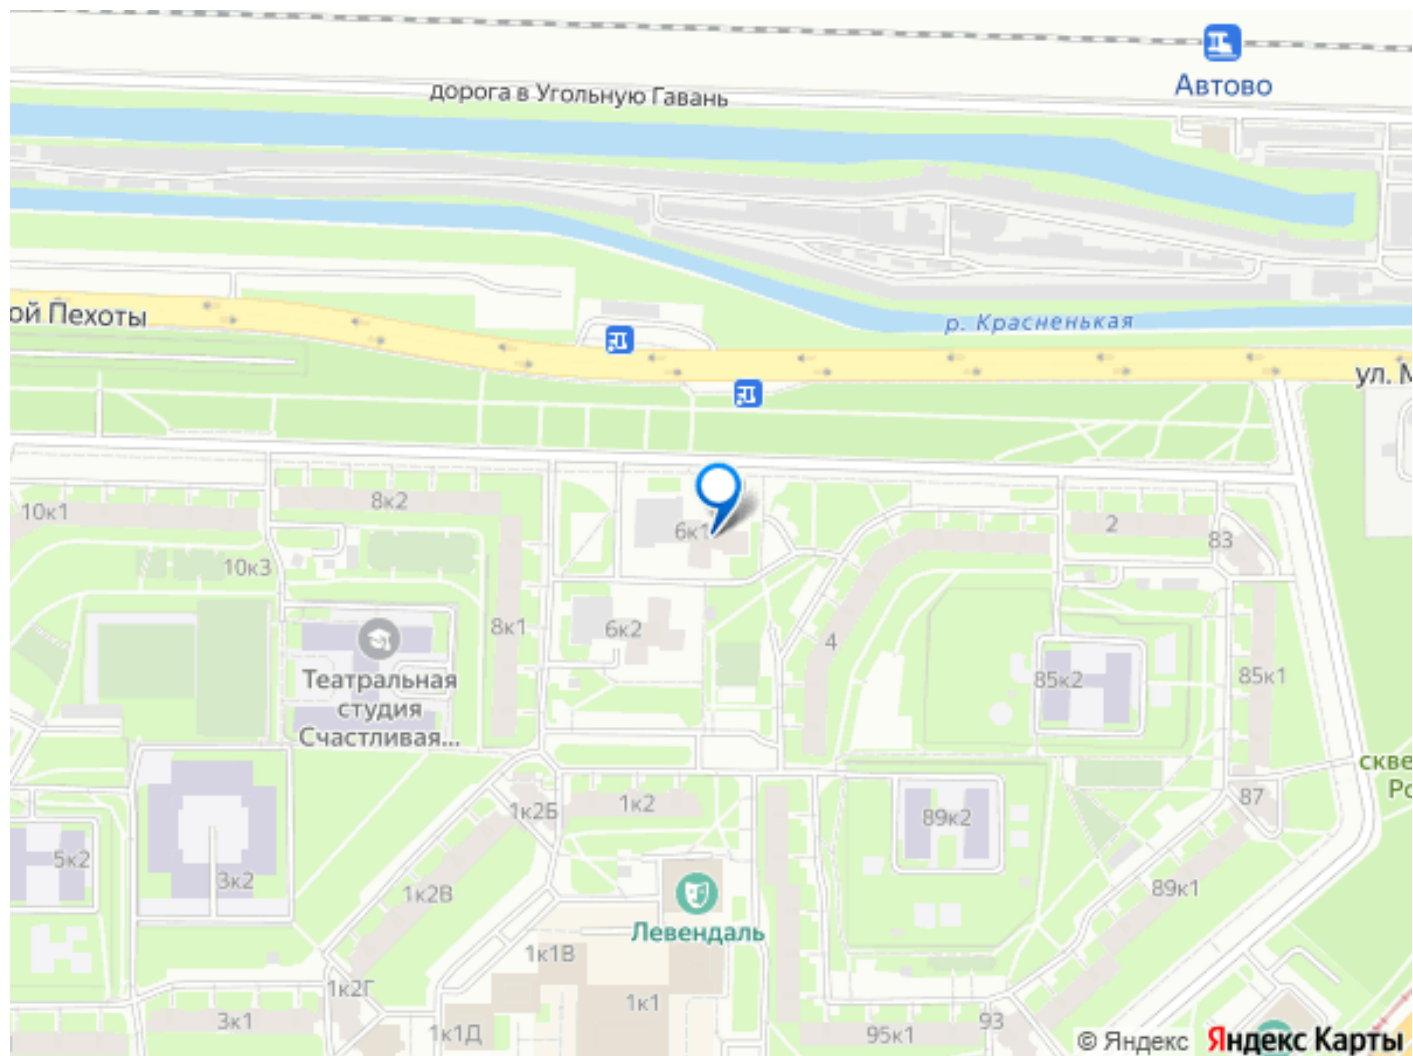 Автово
дорога в Угольную Гавань
р. Красненькая
ой Пехоты
ул. М
10к1
8к2
6к1
2
83
10к3
8к1
6к2
4
Театральная
студия
Счастливая...
85к2
85к1
скве
Ро
1к2Б
1к2
89к2
87
5к2
3к2
1к2В
89к1
Левендаль
1к1В
1к2Г
1к1
3к1
1к1Д
95к1
93
© Яндекс Яндекс Карты